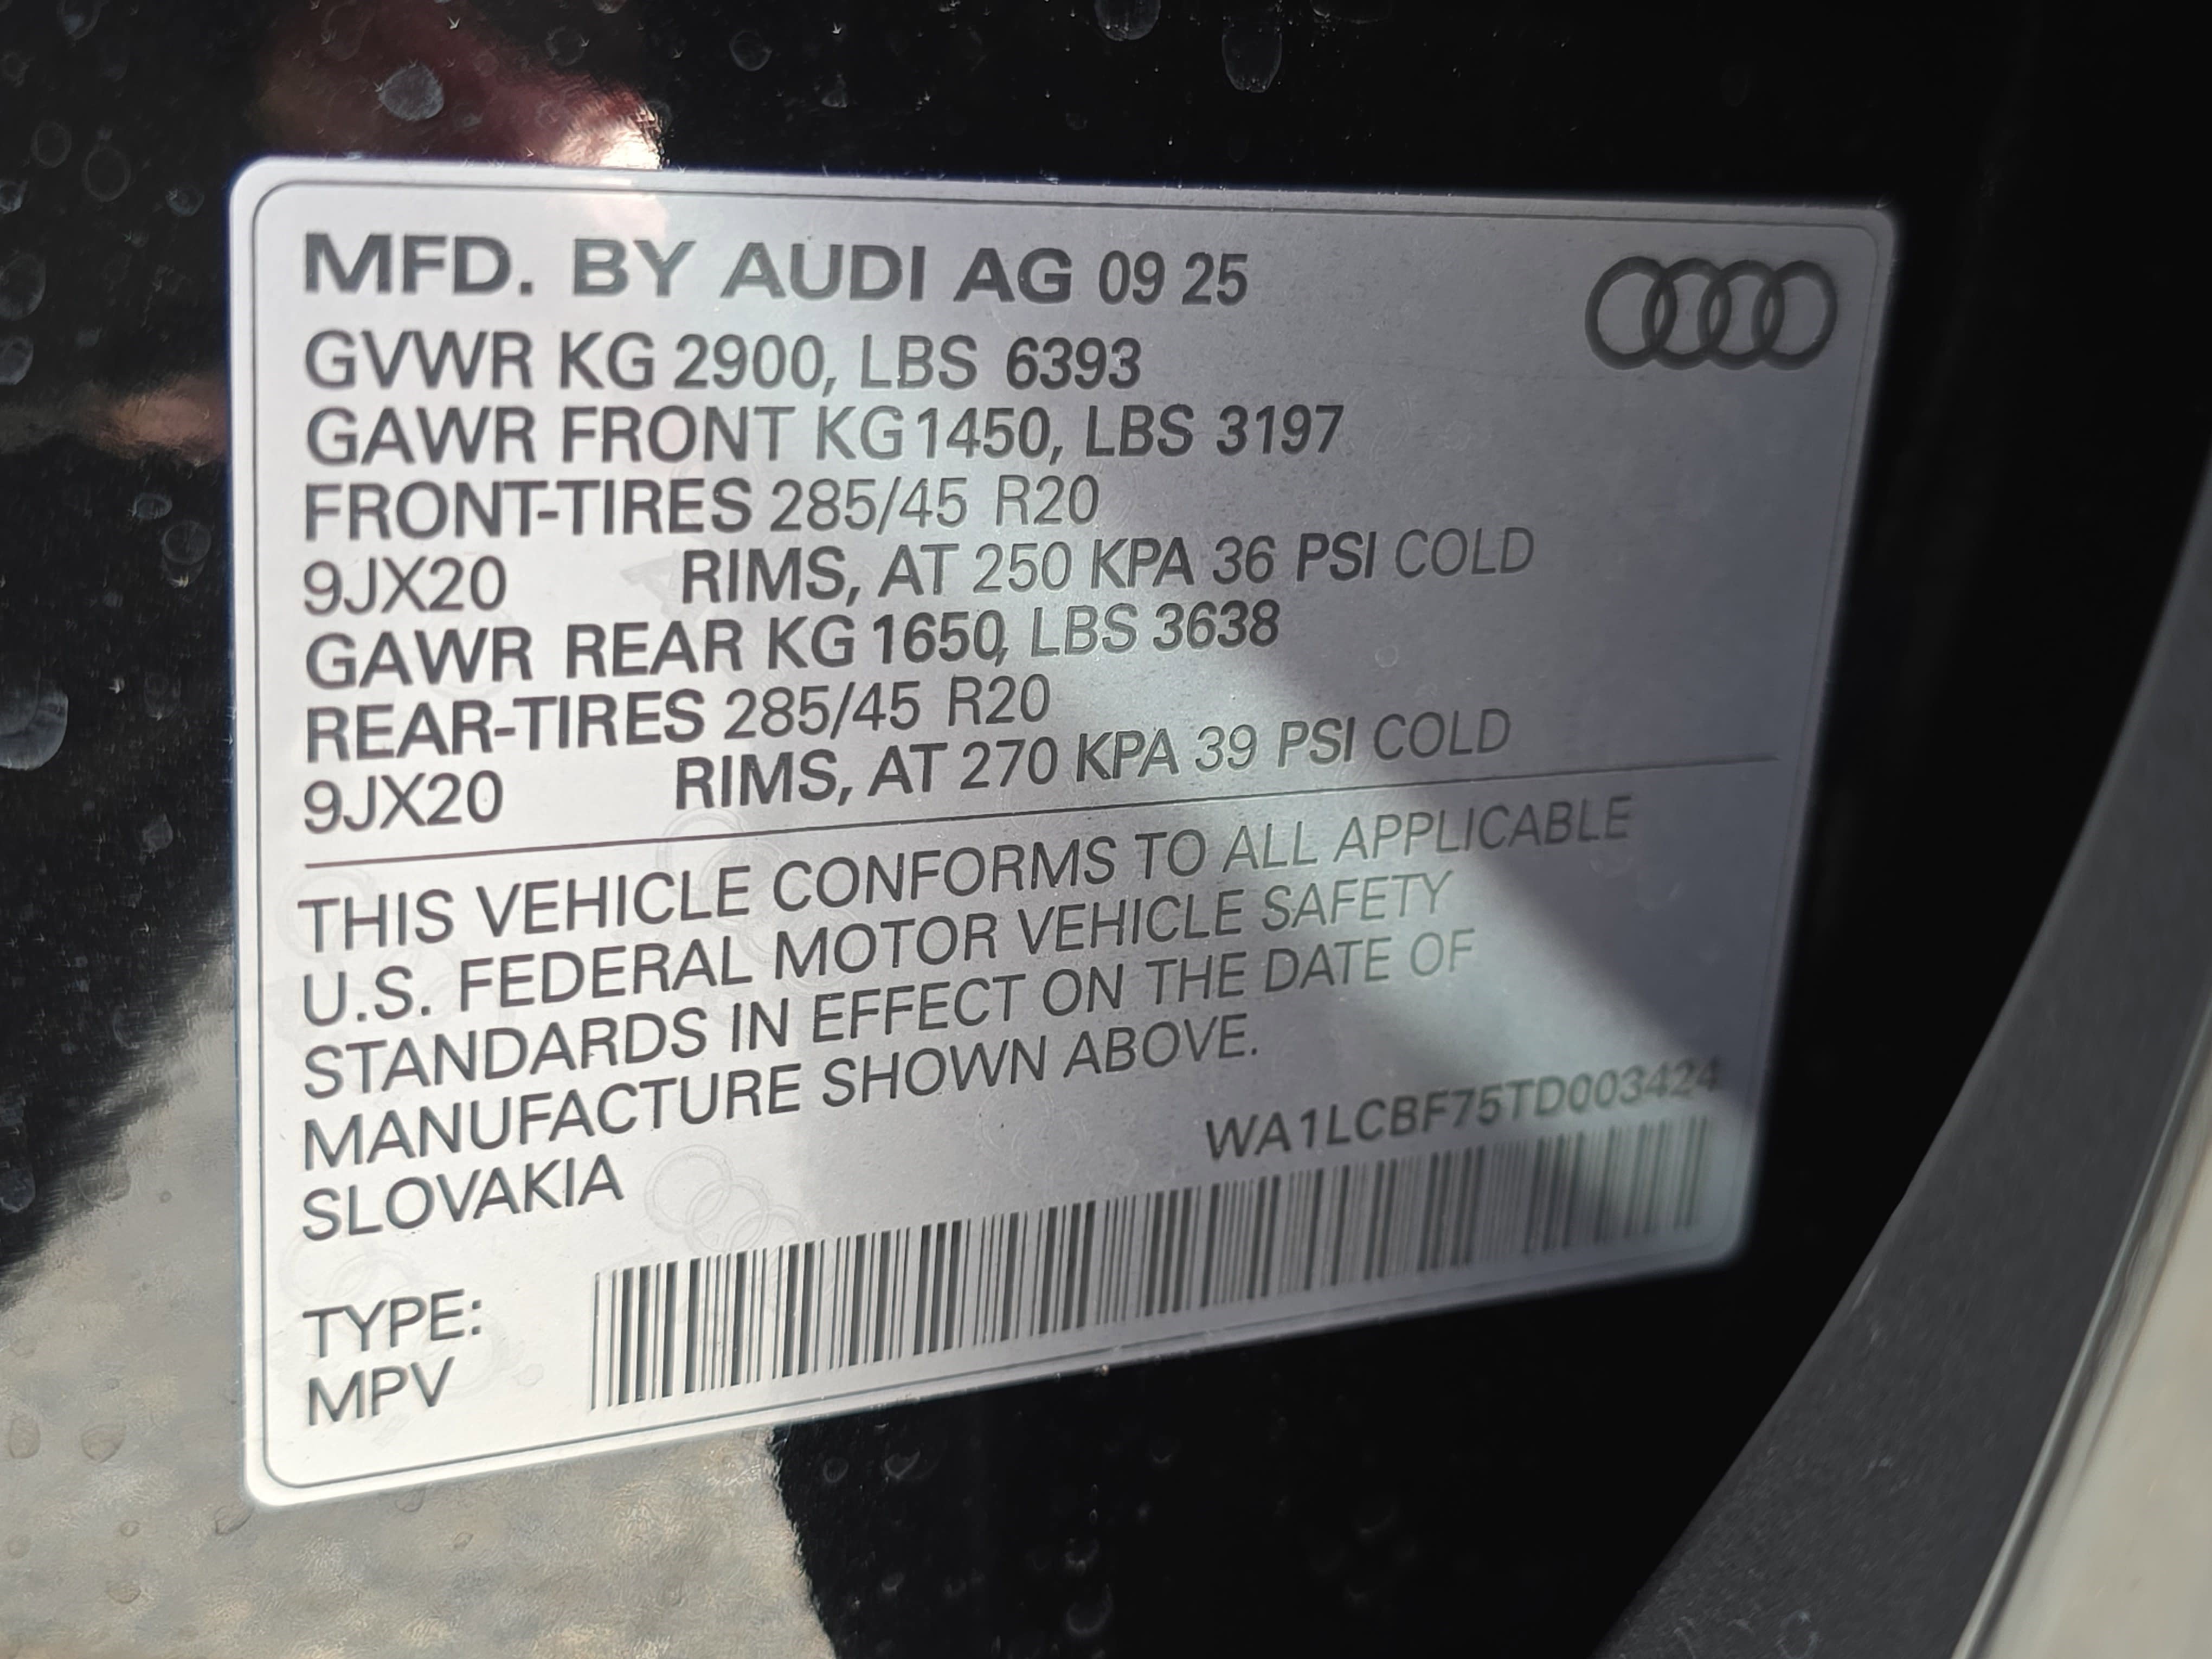 MFD. BY AUDI AG 09 25
GVWR KG 2900, LBS 6393
GAWR FRONT KG 1450, LBS 3197
FRONT-TIRES 285/45 R20
9JX20 RIMS, AT 250 KPA 36 PSI COLD
GAWR REAR KG 1650, LBS 3638
REAR-TIRES 285/45 R20
9JX20 RIMS, AT 270 KPA 39 PSI COLD
THIS VEHICLE CONFORMS TO ALL APPLICABLE
U.S. FEDERAL MOTOR VEHICLE SAFETY
STANDARDS IN EFFECT ON THE DATE OF
MANUFACTURE SHOWN ABOVE.
SLOVAKIA
WA1LCBF75TD003424
TYPE:
MPV